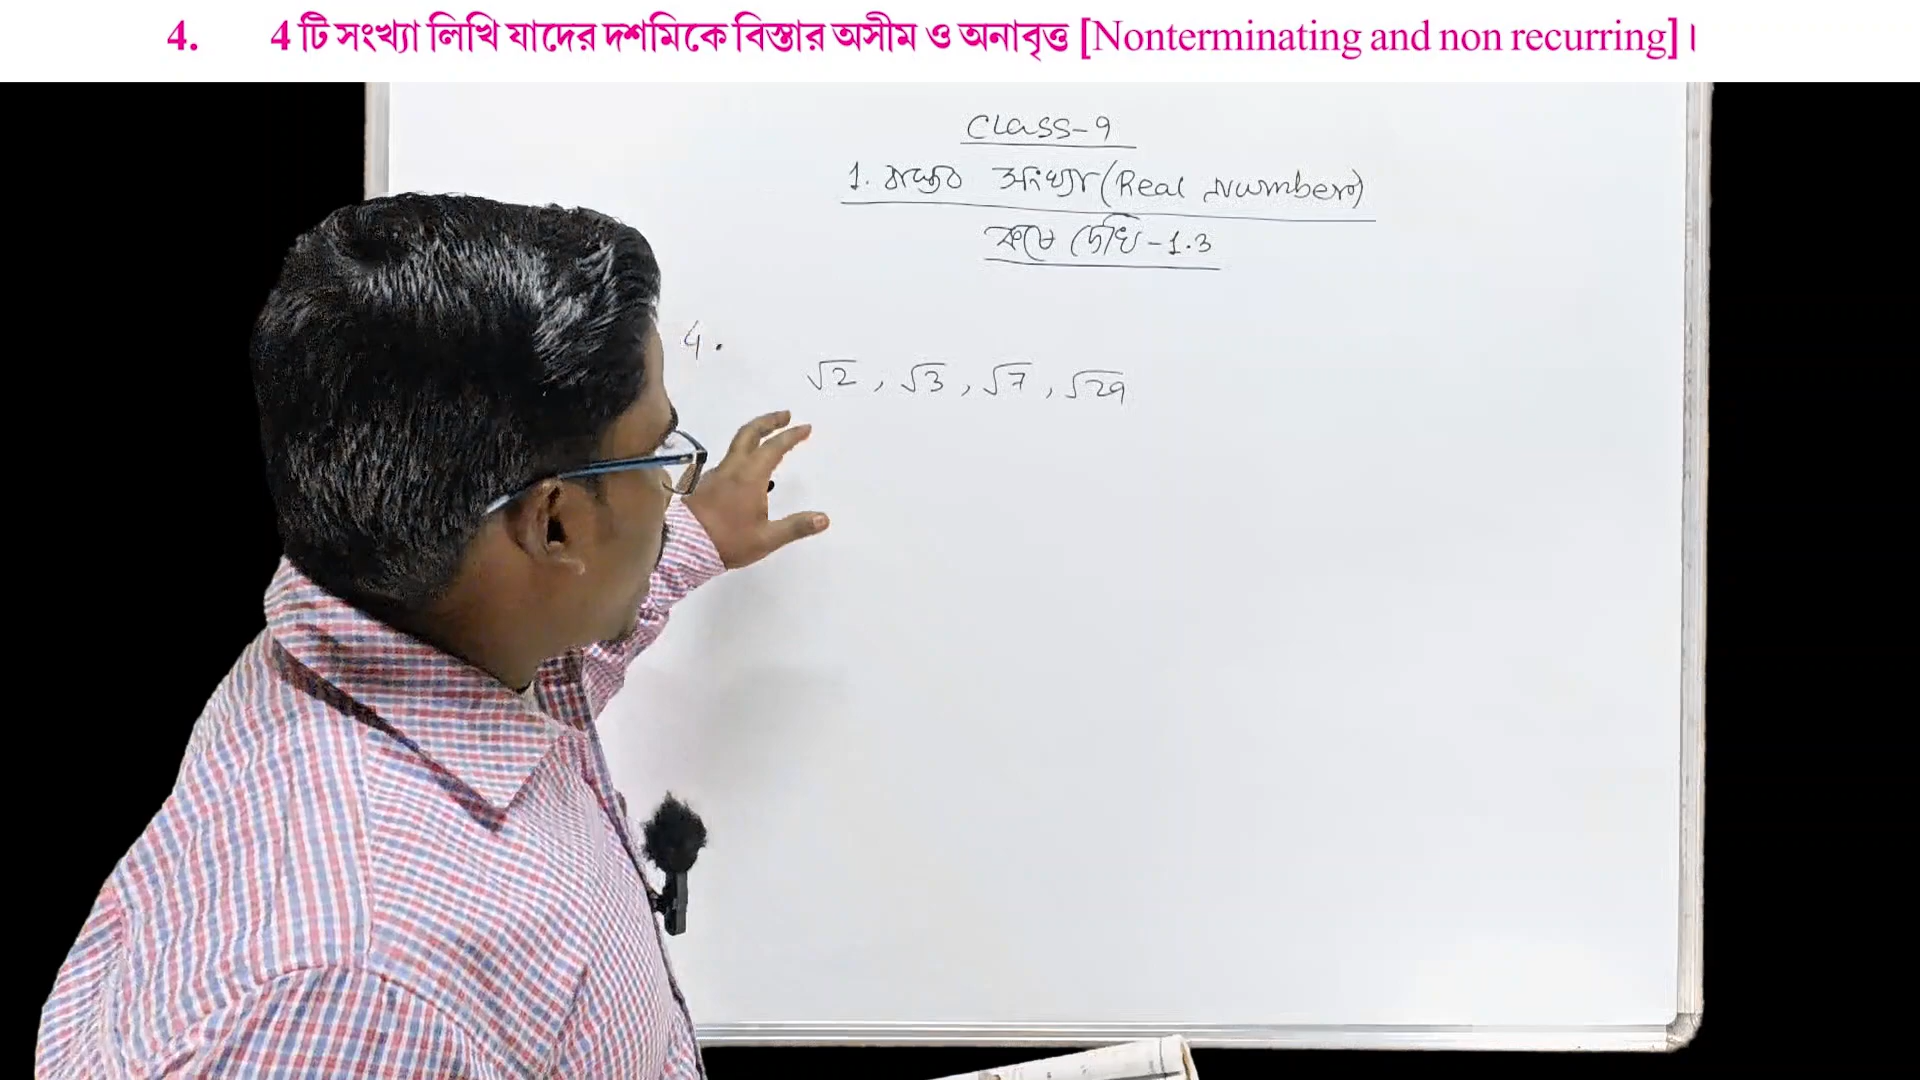 4. 4 টি সংখ্যা লিখি যাদের দশমিকে বিস্তার অসীম ও অনাবৃত্ত [Nonterminating and non recurring]।
Class-9
1. বাস্তব সংখ্যা (Real Number)
কষে দেখি-1.3
4.
√2, √3, √7, √29